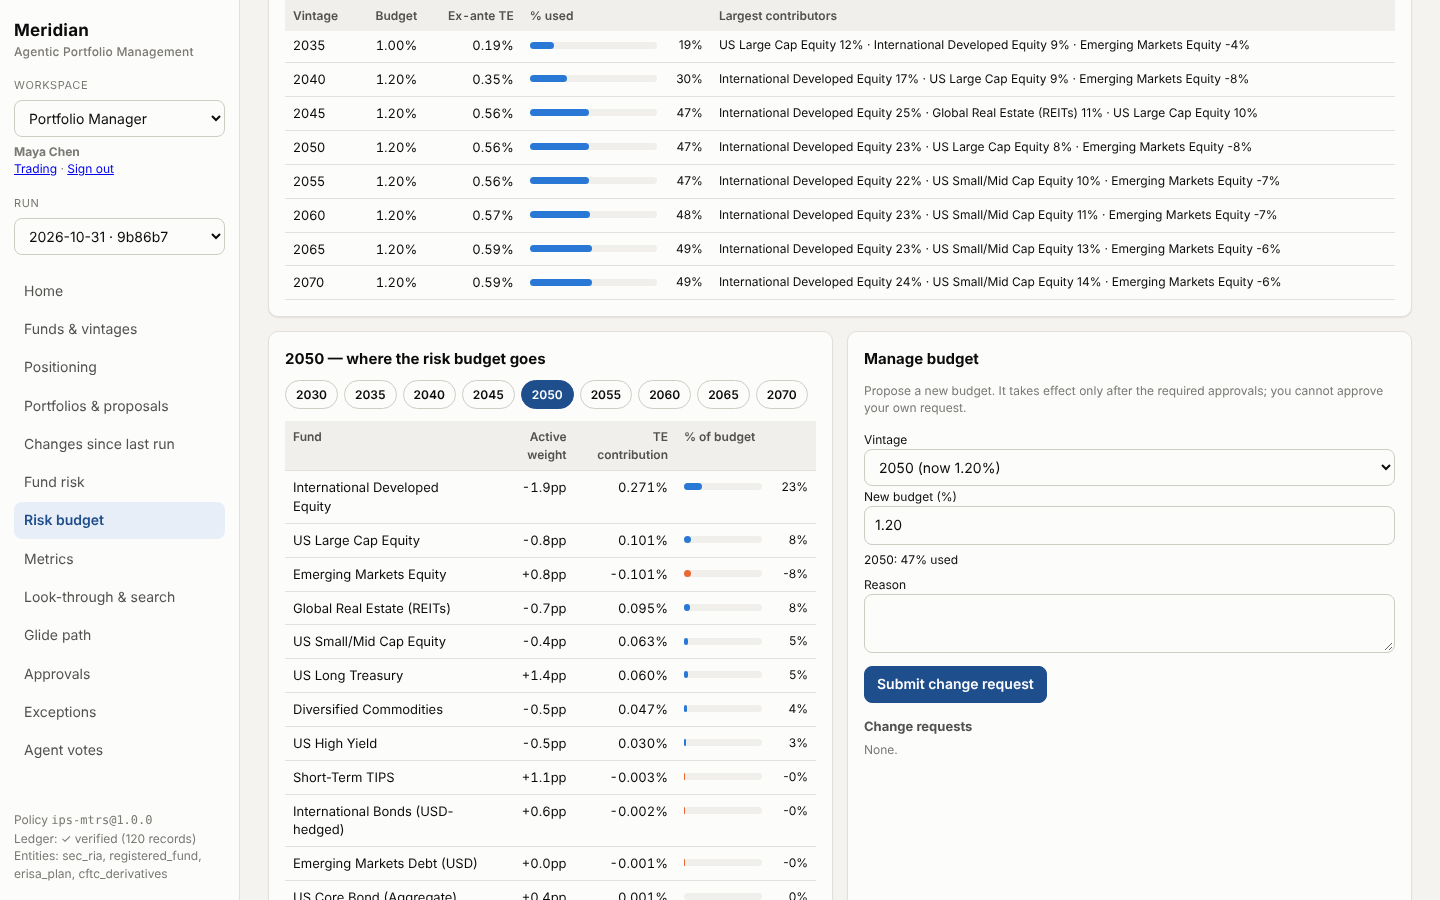 Meridian
Agentic Portfolio Management
WORKSPACE
Portfolio Manager
Maya Chen
Trading · Sign out
RUN
2026-10-31 · 9b86b7
Home
Funds & vintages
Positioning
Portfolios & proposals
Changes since last run
Fund risk
Risk budget
Metrics
Look-through & search
Glide path
Approvals
Exceptions
Agent votes
Policy ips-mtrs@1.0.0
Ledger: ✓ verified (120 records)
Entities: sec_ria, registered_fund,
erisa_plan, cftc_derivatives
Vintage Budget Ex-ante TE % used Largest contributors
2035 1.00% 0.19% 19% US Large Cap Equity 12% · International Developed Equity 9% · Emerging Markets Equity -4%
2040 1.20% 0.35% 30% International Developed Equity 17% · US Large Cap Equity 9% · Emerging Markets Equity -8%
2045 1.20% 0.56% 47% International Developed Equity 25% · Global Real Estate (REITs) 11% · US Large Cap Equity 10%
2050 1.20% 0.56% 47% International Developed Equity 23% · US Large Cap Equity 8% · Emerging Markets Equity -8%
2055 1.20% 0.56% 47% International Developed Equity 22% · US Small/Mid Cap Equity 10% · Emerging Markets Equity -7%
2060 1.20% 0.57% 48% International Developed Equity 23% · US Small/Mid Cap Equity 11% · Emerging Markets Equity -7%
2065 1.20% 0.59% 49% International Developed Equity 23% · US Small/Mid Cap Equity 13% · Emerging Markets Equity -6%
2070 1.20% 0.59% 49% International Developed Equity 24% · US Small/Mid Cap Equity 14% · Emerging Markets Equity -6%
2050 — where the risk budget goes
2030 2035 2040 2045 2050 2055 2060 2065 2070
Fund Active weight TE contribution % of budget
International Developed Equity -1.9pp 0.271% 23%
US Large Cap Equity -0.8pp 0.101% 8%
Emerging Markets Equity +0.8pp -0.101% -8%
Global Real Estate (REITs) -0.7pp 0.095% 8%
US Small/Mid Cap Equity -0.4pp 0.063% 5%
US Long Treasury +1.4pp 0.060% 5%
Diversified Commodities -0.5pp 0.047% 4%
US High Yield -0.5pp 0.030% 3%
Short-Term TIPS +1.1pp -0.003% -0%
International Bonds (USD-hedged) +0.6pp -0.002% -0%
Emerging Markets Debt (USD) +0.0pp -0.001% -0%
US Core Bond (Aggregate) +0.4pp 0.001% 0%
Manage budget
Propose a new budget. It takes effect only after the required approvals; you cannot approve
your own request.
Vintage
2050 (now 1.20%)
New budget (%)
1.20
2050: 47% used
Reason
Submit change request
Change requests
None.